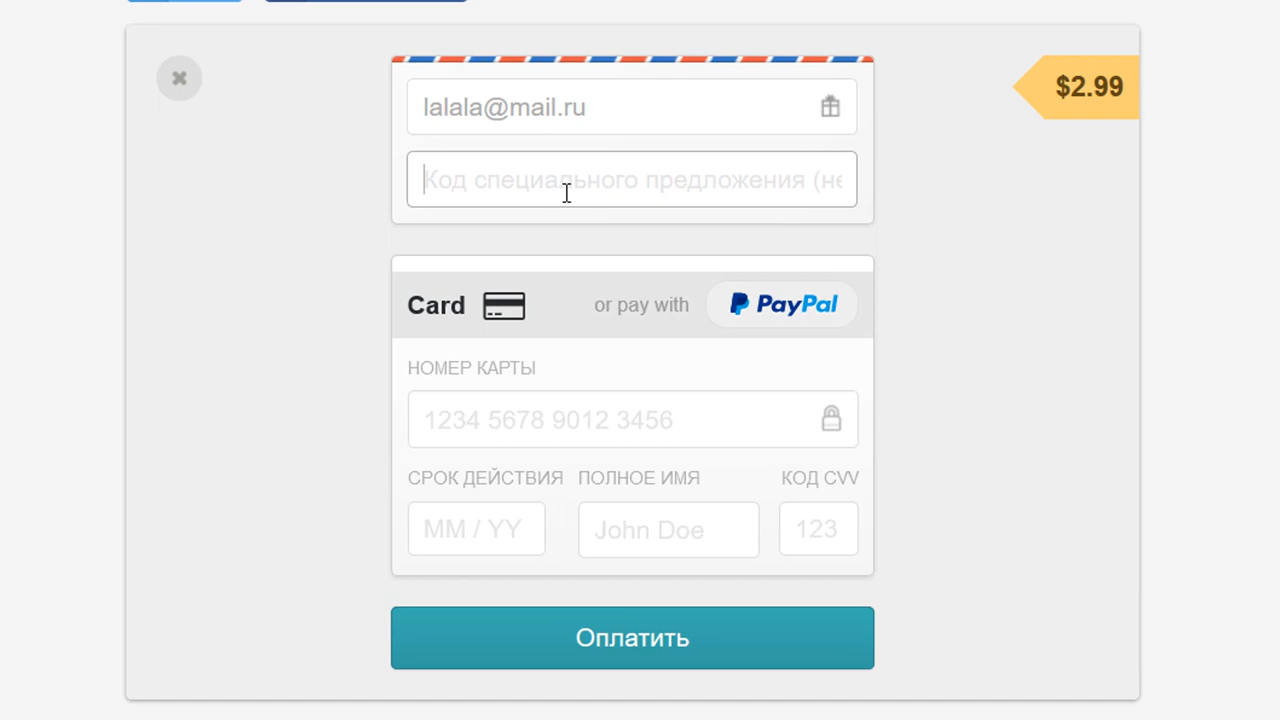 $2.99
lalala@mail.ru
Код специального предложения (не
Card or pay with PayPal
НОМЕР КАРТЫ
1234 5678 9012 3456
СРОК ДЕЙСТВИЯ ПОЛНОЕ ИМЯ КОД CVV
MM / YY John Doe 123
Оплатить